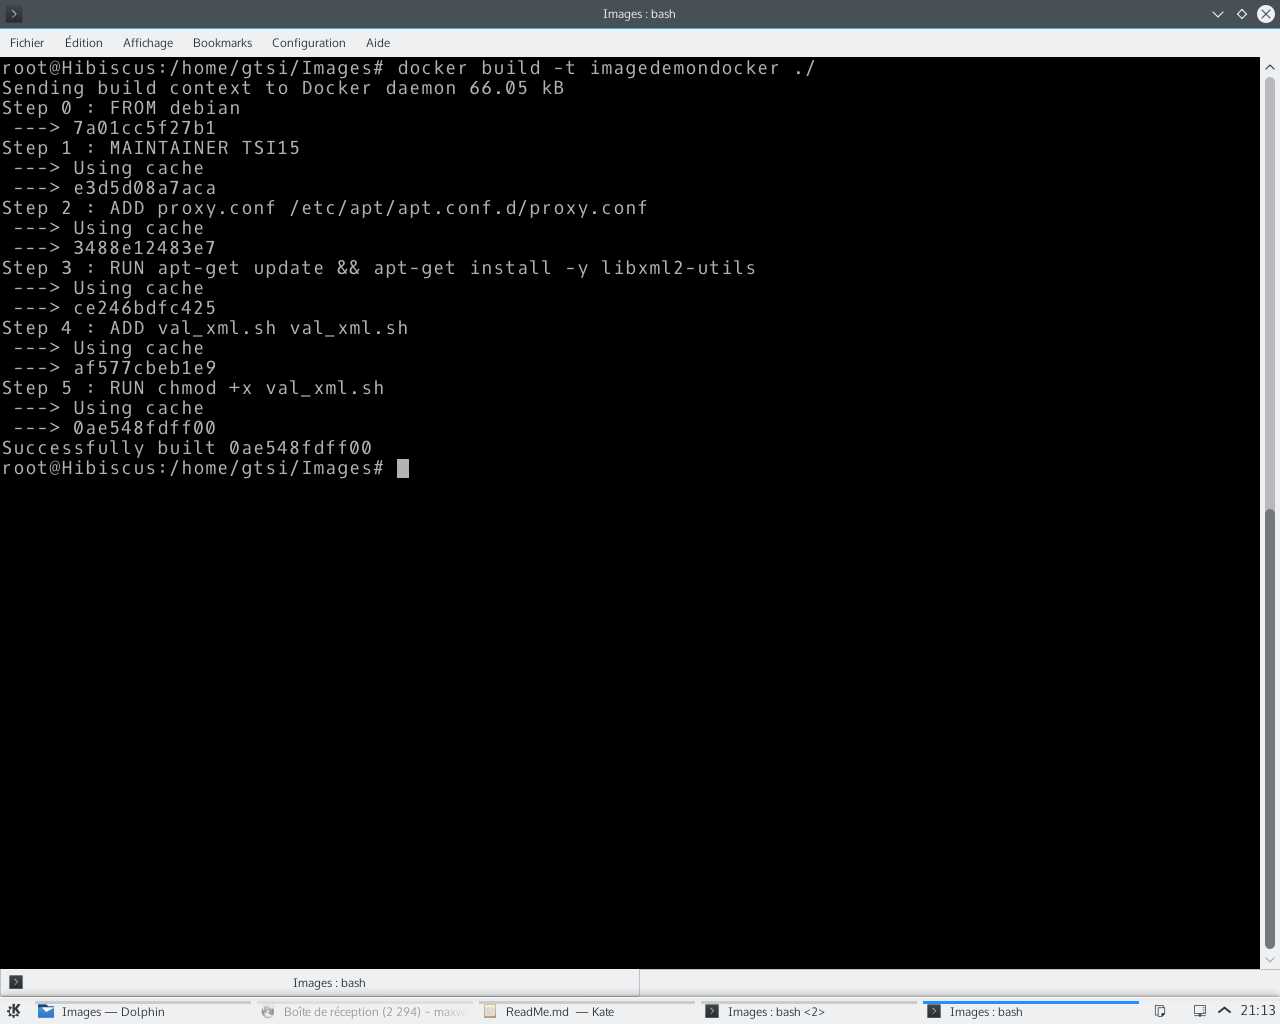 Images : bash
Fichier Édition Affichage Bookmarks Configuration Aide
root@Hibiscus:/home/gtsi/Images# docker build -t imagedemondocker ./
Sending build context to Docker daemon 66.05 kB
Step 0 : FROM debian
 ---> 7a01cc5f27b1
Step 1 : MAINTAINER TSI15
 ---> Using cache
 ---> e3d5d08a7aca
Step 2 : ADD proxy.conf /etc/apt/apt.conf.d/proxy.conf
 ---> Using cache
 ---> 3488e12483e7
Step 3 : RUN apt-get update && apt-get install -y libxml2-utils
 ---> Using cache
 ---> ce246bdfc425
Step 4 : ADD val_xml.sh val_xml.sh
 ---> Using cache
 ---> af577cbeb1e9
Step 5 : RUN chmod +x val_xml.sh
 ---> Using cache
 ---> 0ae548fdff00
Successfully built 0ae548fdff00
root@Hibiscus:/home/gtsi/Images#
Images : bash
Images — Dolphin Boîte de réception (2 294) - ReadMe.md — Kate Images : bash <2> Images : bash 21:13